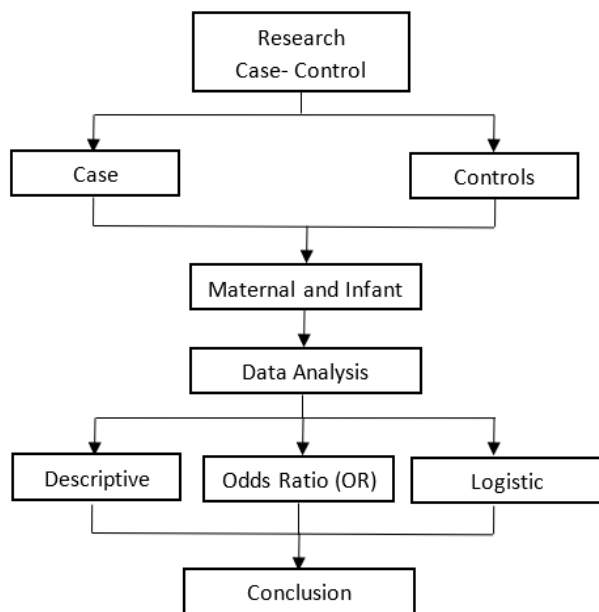 Research
Case- Control
Case
Controls
Maternal and Infant
Data Analysis
Descriptive
Odds Ratio (OR)
Logistic
Conclusion